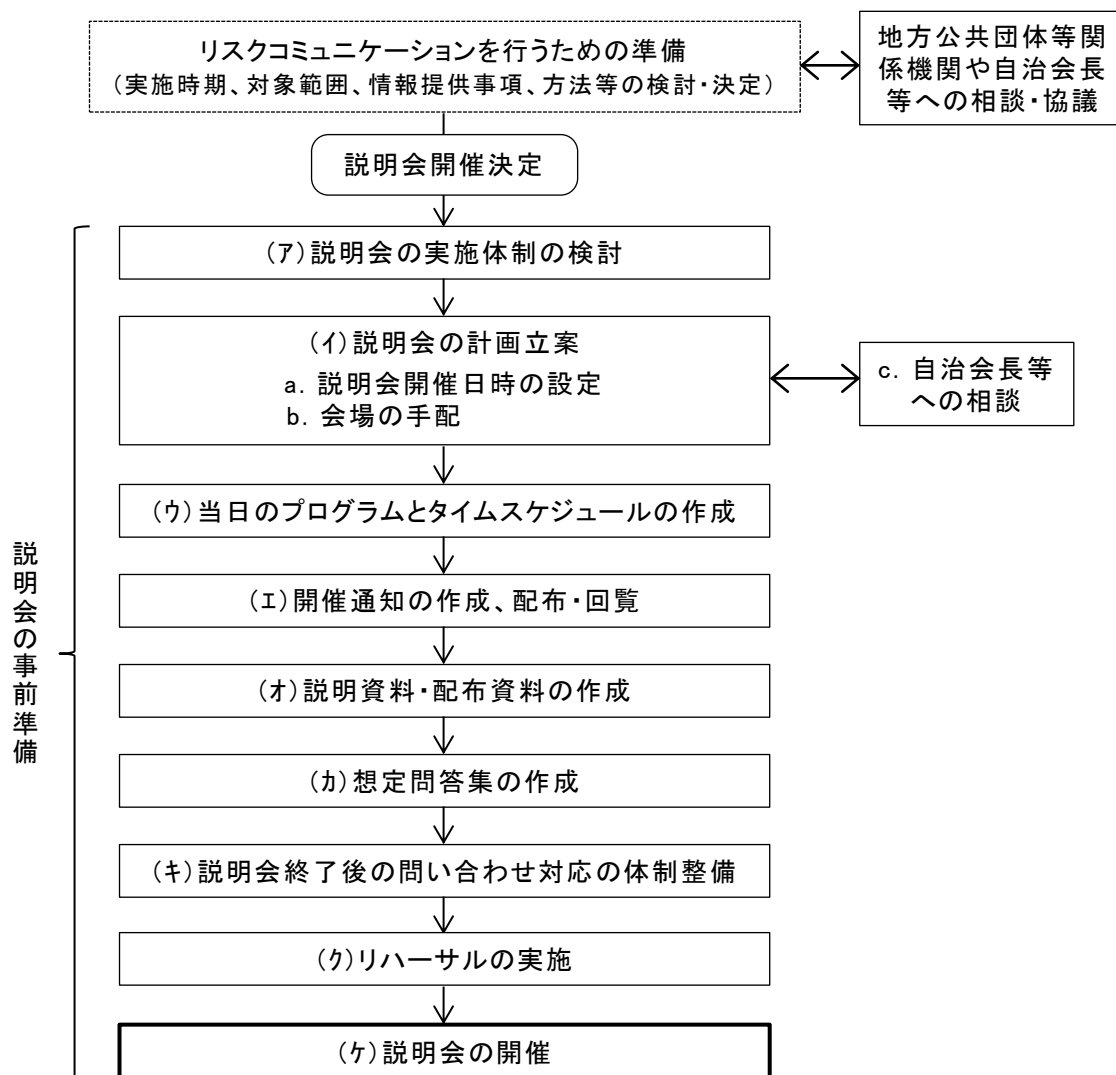 リスクコミュニケーションを行うための準備
（実施時期、対象範囲、情報提供事項、方法等の検討・決定）
地方公共団体等関
係機関や自治会長
等への相談・協議
説明会開催決定
(ｱ)説明会の実施体制の検討
(ｲ)説明会の計画立案
a. 説明会開催日時の設定
b. 会場の手配
c. 自治会長等
への相談
(ｳ)当日のプログラムとタイムスケジュールの作成
(ｴ)開催通知の作成、配布・回覧
(ｵ)説明資料・配布資料の作成
(ｶ)想定問答集の作成
(ｷ)説明会終了後の問い合わせ対応の体制整備
(ｸ)リハーサルの実施
(ｹ)説明会の開催
説明会の事前準備